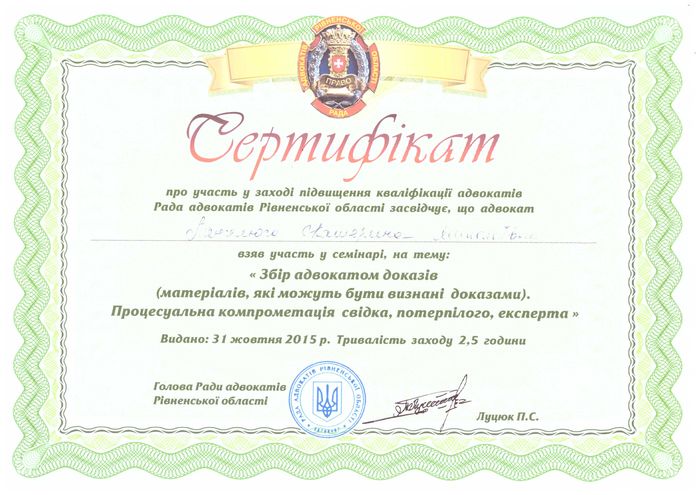 РАДА АДВОКАТІВ РІВНЕНСЬКОЇ ОБЛАСТІ
ПРАВО
Сертифікат
про участь у заході підвищення кваліфікації адвокатів
Рада адвокатів Рівненської області засвідчує, що адвокат
взяв участь у семінарі, на тему:
« Збір адвокатом доказів
(матеріалів, які можуть бути визнані доказами).
Процесуальна компрометація свідка, потерпілого, експерта »
Видано: 31 жовтня 2015 р. Тривалість заходу 2,5 години
Голова Ради адвокатів
Рівненської області
РАДА АДВОКАТІВ РІВНЕНСЬКОЇ ОБЛАСТІ
Луцюк П.С.